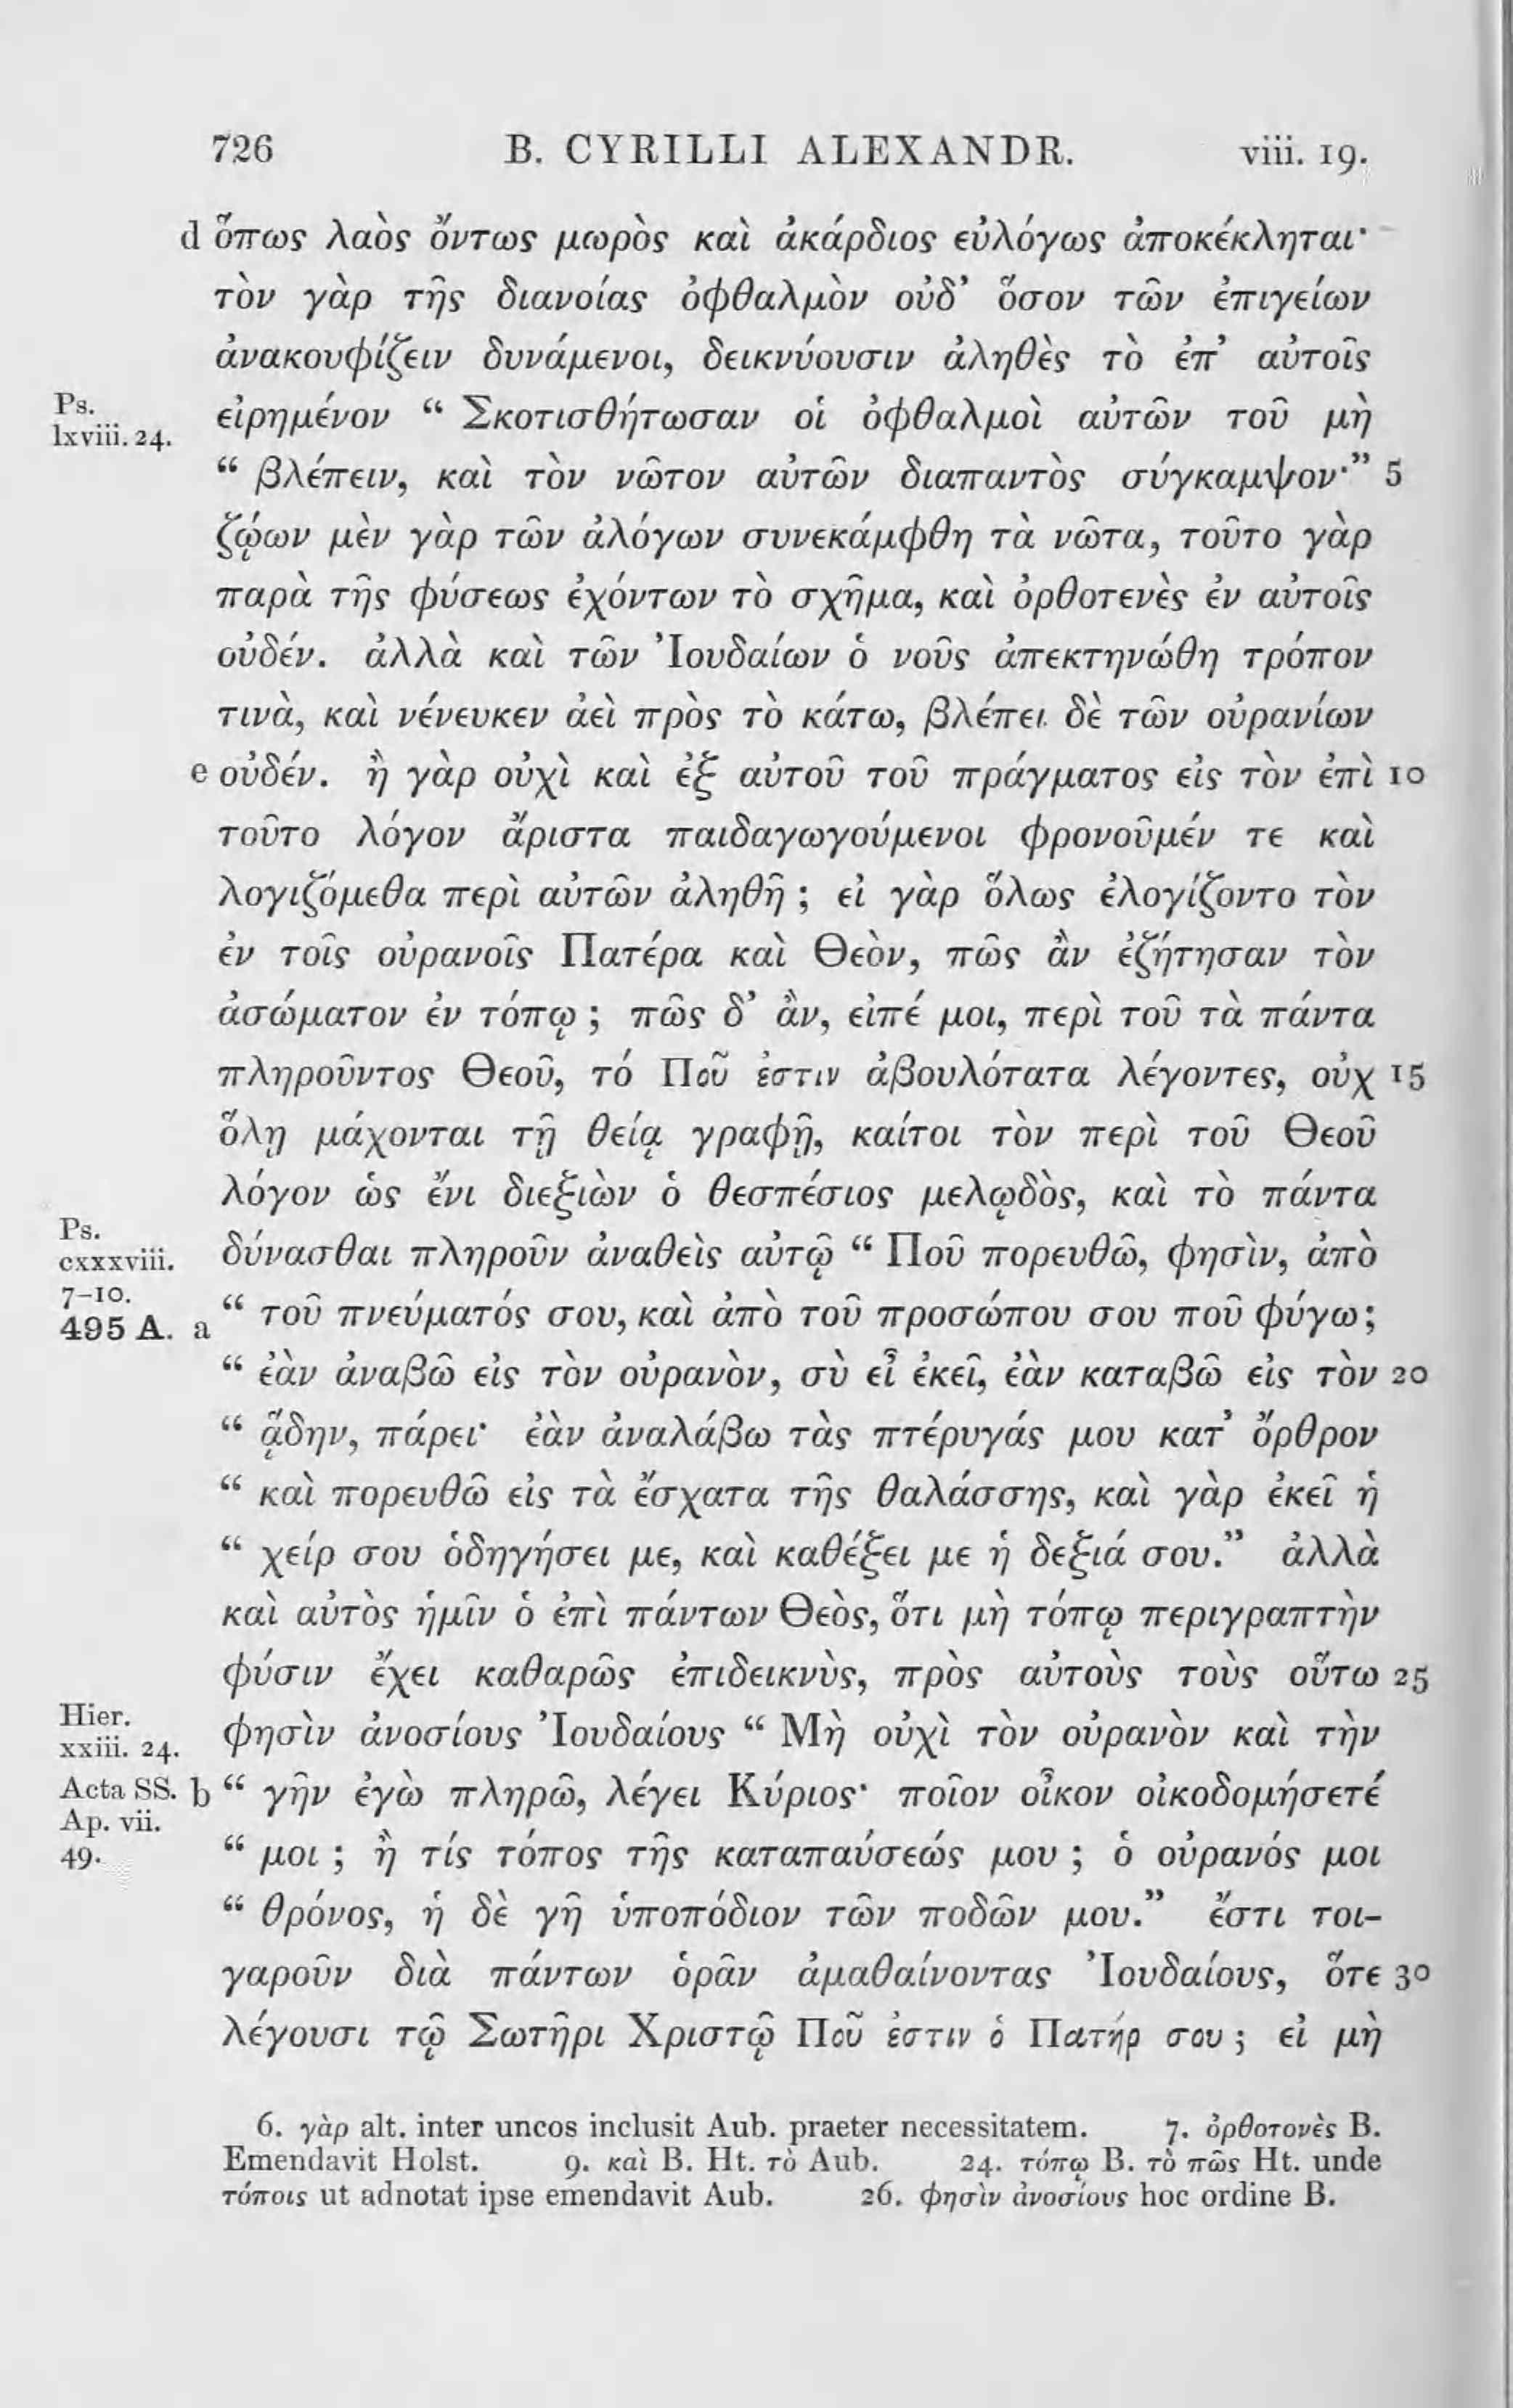 726 B. CYRILLI ALEXANDR. viii. 19.
d ὅπως λαὸς ὄντως μωρὸς καὶ ἀκάρδιος εὐλόγως ἀποκέκληται·
τὸν γὰρ τῆς διανοίας ὀφθαλμὸν οὐδ’ ὅσον τῶν ἐπιγείων
ἀνακουφίζειν δυνάμενοι, δεικνύουσιν ἀληθὲς τὸ ἐπ’ αὐτοῖς
Ps. lxviii. 24. εἰρημένον “ Σκοτισθήτωσαν οἱ ὀφθαλμοὶ αὐτῶν τοῦ μὴ
“ βλέπειν, καὶ τὸν νῶτον αὐτῶν διαπαντὸς σύγκαμψον·” 5
ζῴων μὲν γὰρ τῶν ἀλόγων συνεκάμφθη τὰ νῶτα, τοῦτο γὰρ
παρὰ τῆς φύσεως ἐχόντων τὸ σχῆμα, καὶ ὀρθοτενὲς ἐν αὐτοῖς
οὐδέν. ἀλλὰ καὶ τῶν Ἰουδαίων ὁ νοῦς ἀπεκτηνώθη τρόπον
τινὰ, καὶ νένευκεν ἀεὶ πρὸς τὸ κάτω, βλέπει δὲ τῶν οὐρανίων
e οὐδέν. ἢ γὰρ οὐχὶ καὶ ἐξ αὐτοῦ τοῦ πράγματος εἰς τὸν ἐπὶ 10
τοῦτο λόγον ἄριστα παιδαγωγούμενοι φρονοῦμέν τε καὶ
λογιζόμεθα περὶ αὐτῶν ἀληθῆ ; εἰ γὰρ ὅλως ἐλογίζοντο τὸν
ἐν τοῖς οὐρανοῖς Πατέρα καὶ Θεὸν, πῶς ἂν ἐζήτησαν τὸν
ἀσώματον ἐν τόπῳ ; πῶς δ’ ἂν, εἰπέ μοι, περὶ τοῦ τὰ πάντα
πληροῦντος Θεοῦ, τό Ποῦ ἐστιν ἀβουλότατα λέγοντες, οὐχ 15
ὅλῃ μάχονται τῇ θείᾳ γραφῇ, καίτοι τὸν περὶ τοῦ Θεοῦ
λόγον ὡς ἔνι διεξιὼν ὁ θεσπέσιος μελῳδὸς, καὶ τὸ πάντα
Ps. cxxxviii. 7-10. δύνασθαι πληροῦν ἀναθεὶς αὐτῷ “ Ποῦ πορευθῶ, φησὶν, ἀπὸ
495 A. a “ τοῦ πνεύματός σου, καὶ ἀπὸ τοῦ προσώπου σου ποῦ φύγω ;
“ ἐὰν ἀναβῶ εἰς τὸν οὐρανὸν, σὺ εἶ ἐκεῖ, ἐὰν καταβῶ εἰς τὸν 20
“ ᾅδην, πάρει· ἐὰν ἀναλάβω τὰς πτέρυγάς μου κατ’ ὄρθρον
“ καὶ πορευθῶ εἰς τὰ ἔσχατα τῆς θαλάσσης, καὶ γὰρ ἐκεῖ ἡ
“ χείρ σου ὁδηγήσει με, καὶ καθέξει με ἡ δεξιά σου.” ἀλλὰ
καὶ αὐτὸς ἡμῖν ὁ ἐπὶ πάντων Θεὸς, ὅτι μὴ τόπῳ περιγραπτὴν
φύσιν ἔχει καθαρῶς ἐπιδεικνὺς, πρὸς αὐτοὺς τοὺς οὕτω 25
Hier. xxiii. 24. φησὶν ἀνοσίους Ἰουδαίους “ Μὴ οὐχὶ τὸν οὐρανὸν καὶ τὴν
Acta SS. Ap. vii. 49. b “ γῆν ἐγὼ πληρῶ, λέγει Κύριος· ποῖον οἶκον οἰκοδομήσετέ
“ μοι ; ἢ τίς τόπος τῆς καταπαύσεώς μου ; ὁ οὐρανός μοι
“ θρόνος, ἡ δὲ γῆ ὑποπόδιον τῶν ποδῶν μου.” ἔστι τοι-
γαροῦν διὰ πάντων ὁρᾶν ἀμαθαίνοντας Ἰουδαίους, ὅτε 30
λέγουσι τῷ Σωτῆρι Χριστῷ Ποῦ ἐστιν ὁ Πατήρ σου ; εἰ μὴ
6. γὰρ alt. inter uncos inclusit Aub. praeter necessitatem. 7. ὀρθοτονὲς B.
Emendavit Holst. 9. καὶ B. Ht. τὸ Aub. 24. τόπῳ B. τὸ πῶς Ht. unde
τόποις ut adnotat ipse emendavit Aub. 26. φησὶν ἀνοσίους hoc ordine B.